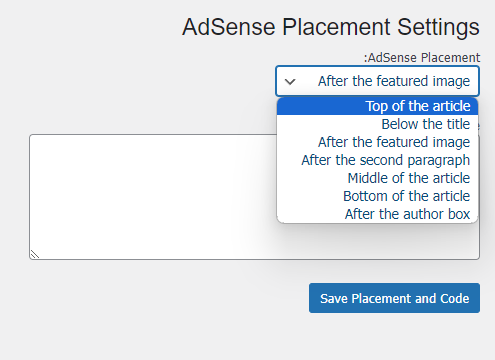 AdSense Placement Settings
AdSense Placement:
After the featured image
Top of the article
Below the title
After the featured image
After the second paragraph
Middle of the article
Bottom of the article
After the author box
Save Placement and Code